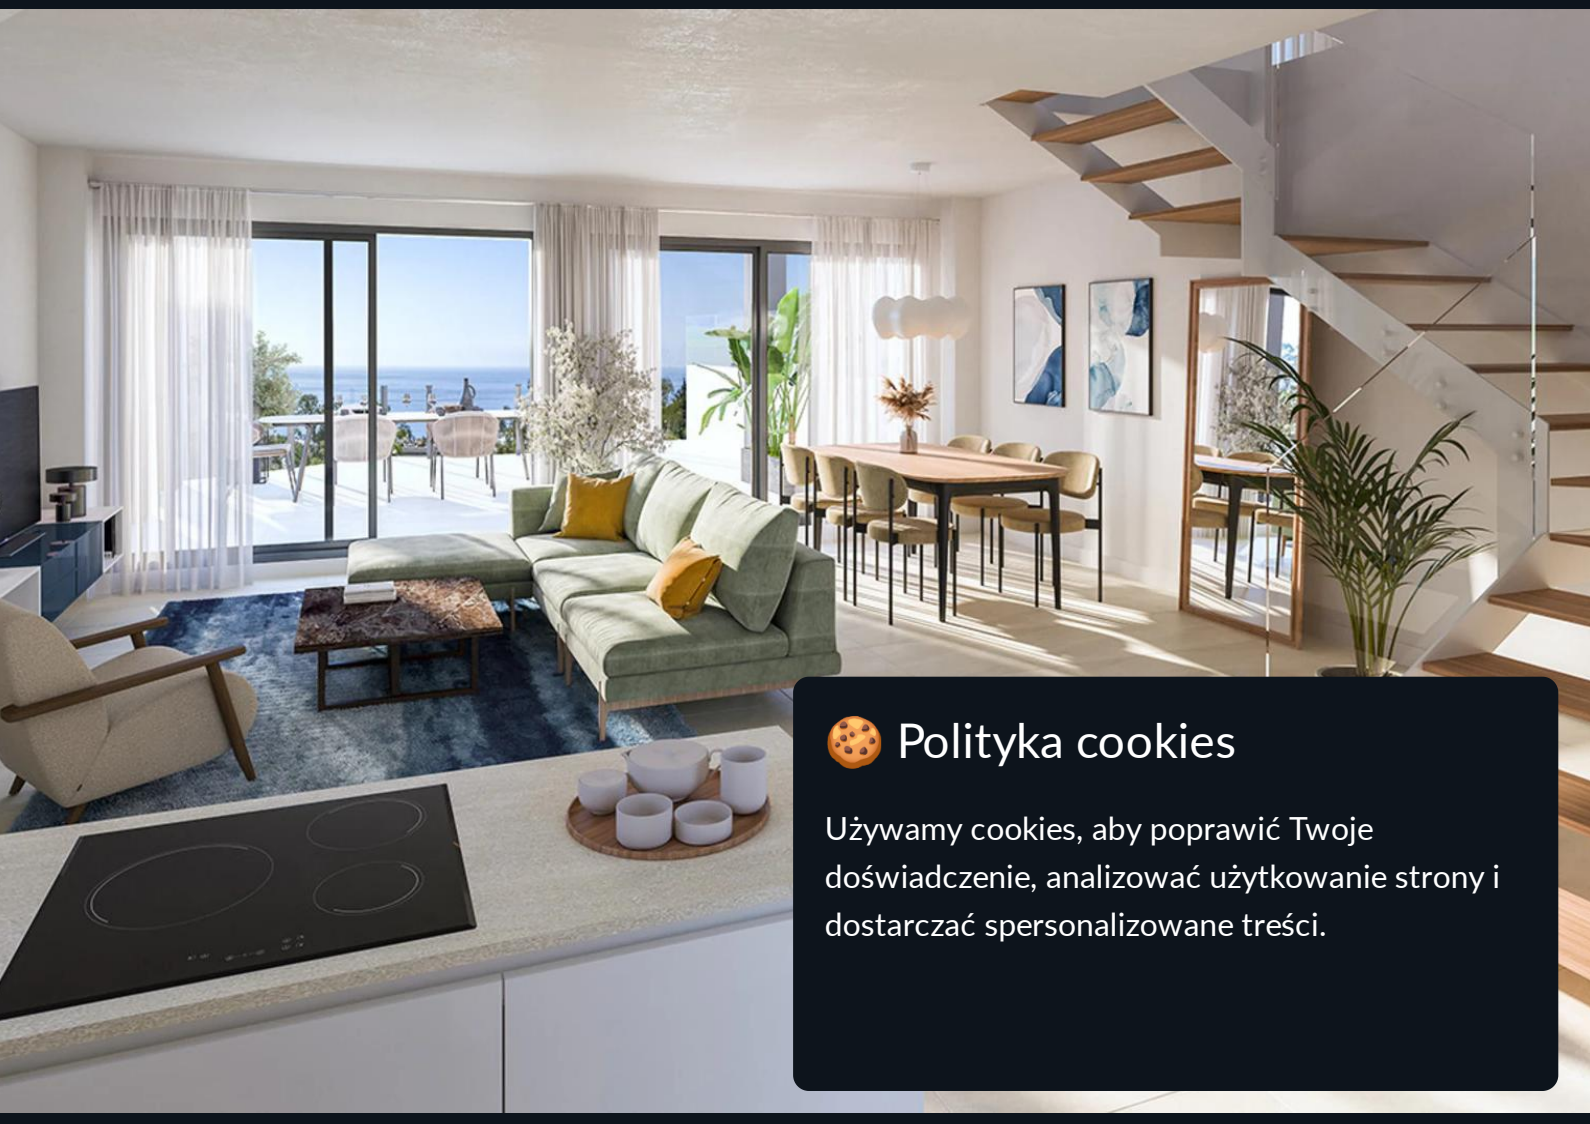 🍪 Polityka cookies
Używamy cookies, aby poprawić Twoje
doświadczenie, analizować użytkowanie strony i
dostarczać spersonalizowane treści.